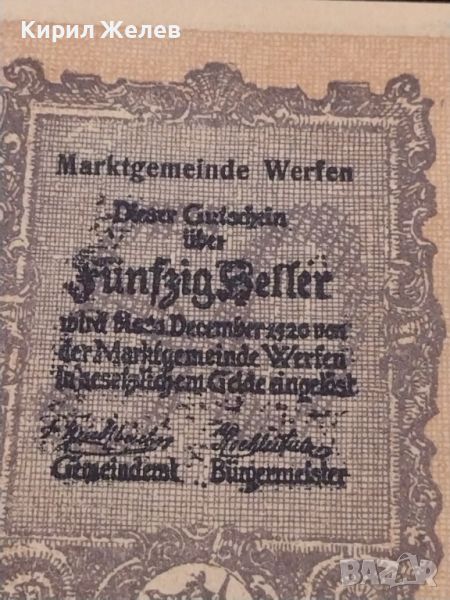 Кирил Желев
Marktgemeinde Werfen
Dieser Gutschein
über
Fünfzig Heller
wird bis 31. December 1920 von
der Marktgemeinde Werfen
in gesetzlichem Gelde eingelöst
Gemeinderat Bürgermeister
BAZAR